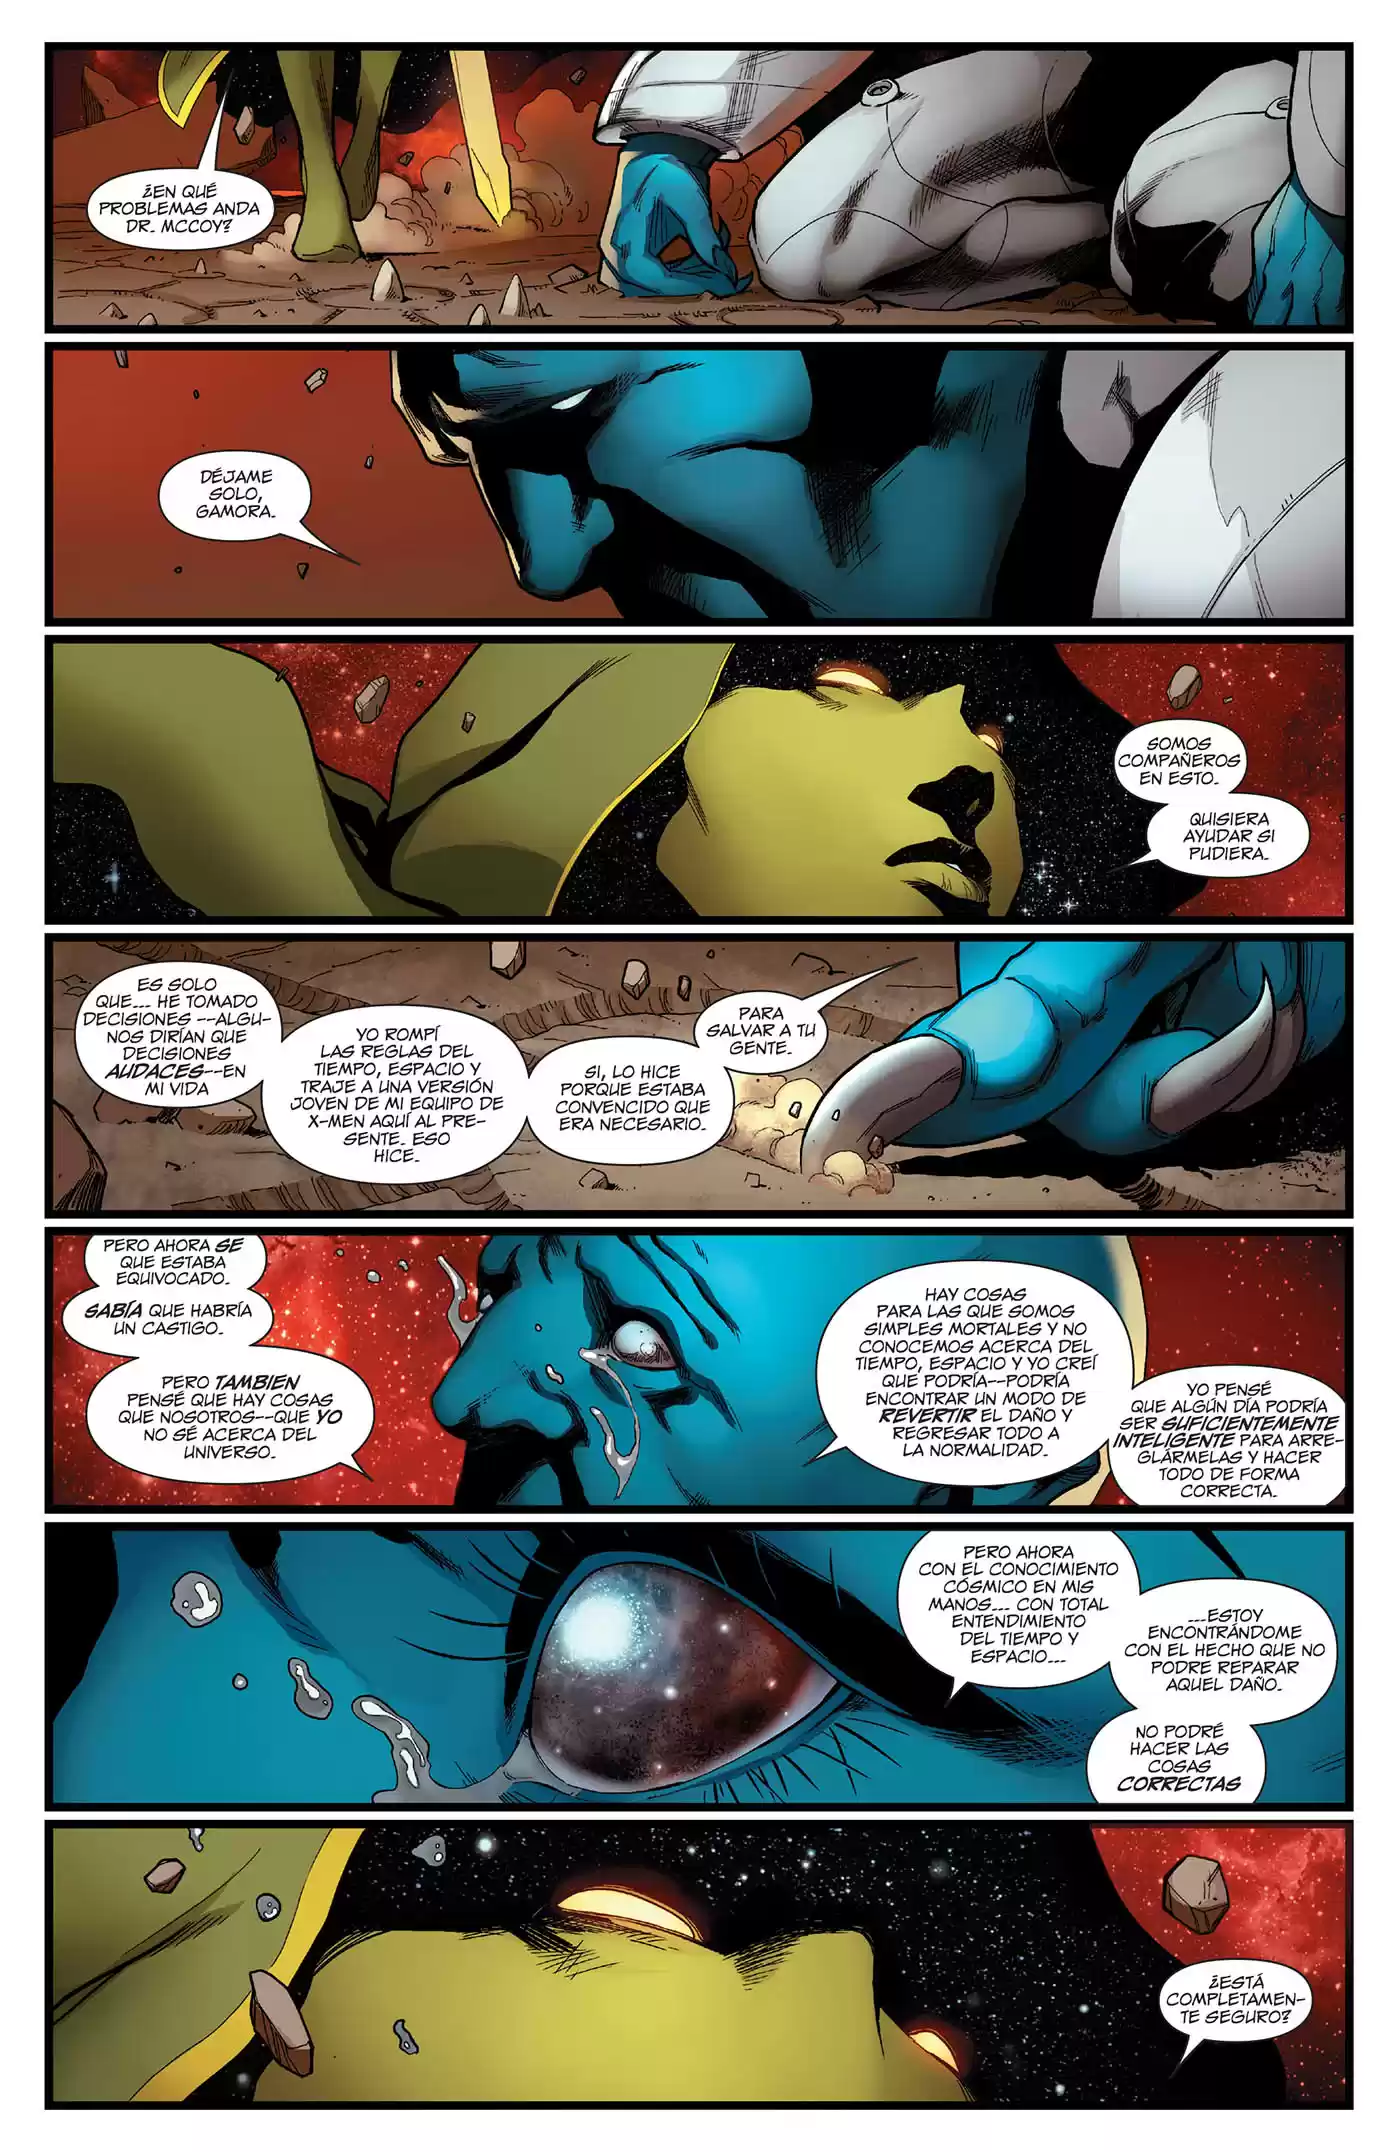 ¿EN QUÉ
PROBLEMAS ANDA
DR. MCCOY?
DÉJAME
SOLO,
GAMORA.
SOMOS
COMPAÑEROS
EN ESTO.
QUISIERA
AYUDAR SI
PUDIERA.
ES SOLO
QUE... HE TOMADO
DECISIONES --ALGU-
NOS DIRÍAN QUE
DECISIONES
AUDACES--EN
MI VIDA
YO ROMPÍ
LAS REGLAS DEL
TIEMPO, ESPACIO Y
TRAJE A UNA VERSIÓN
JOVEN DE MI EQUIPO DE
X-MEN AQUÍ AL PRE-
SENTE. ESO
HICE.
SI, LO HICE
PORQUE ESTABA
CONVENCIDO QUE
ERA NECESARIO.
PARA
SALVAR A TU
GENTE.
PERO AHORA SE
QUE ESTABA
EQUIVOCADO.
SABÍA QUE HABRÍA
UN CASTIGO.
PERO TAMBIEN
PENSÉ QUE HAY COSAS
QUE NOSOTROS--QUE YO
NO SÉ ACERCA DEL
UNIVERSO.
HAY COSAS
PARA LAS QUE SOMOS
SIMPLES MORTALES Y NO
CONOCEMOS ACERCA DEL
TIEMPO, ESPACIO Y YO CREÍ
QUE PODRÍA--PODRÍA
ENCONTRAR UN MODO DE
REVERTIR EL DAÑO Y
REGRESAR TODO A
LA NORMALIDAD.
YO PENSÉ
QUE ALGÚN DÍA PODRÍA
SER SUFICIENTEMENTE
INTELIGENTE PARA ARRE-
GLÁRMELAS Y HACER
TODO DE FORMA
CORRECTA.
PERO AHORA
CON EL CONOCIMIENTO
CÓSMICO EN MIS
MANOS... CON TOTAL
ENTENDIMIENTO
DEL TIEMPO Y
ESPACIO...
...ESTOY
ENCONTRÁNDOME
CON EL HECHO QUE NO
PODRE REPARAR
AQUEL DAÑO.
NO PODRÉ
HACER LAS
COSAS
CORRECTAS
¿ESTÁ
COMPLETAMEN-
TE SEGURO?